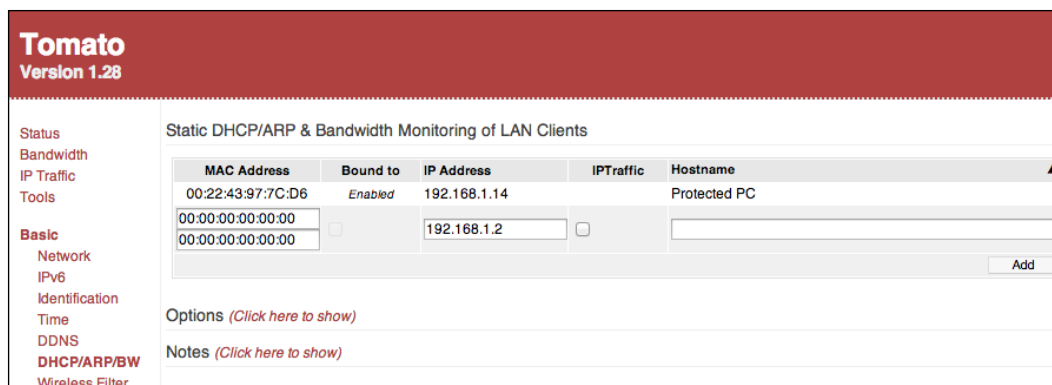 Tomato
Version 1.28
Status
Bandwidth
IP Traffic
Tools
Basic
Network
IPv6
Identification
Time
DDNS
DHCP/ARP/BW
Wireless Filter
Static DHCP/ARP & Bandwidth Monitoring of LAN Clients
MAC Address Bound to IP Address IPTraffic Hostname
00:22:43:97:7C:D6 Enabled 192.168.1.14 Protected PC
00:00:00:00:00:00
00:00:00:00:00:00
192.168.1.2
Add
Options (Click here to show)
Notes (Click here to show)